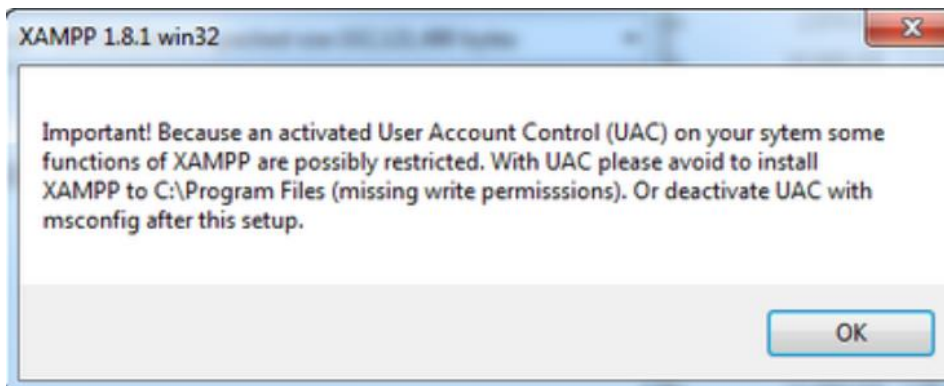 XAMPP 1.8.1 win32
Important! Because an activated User Account Control (UAC) on your sytem some
functions of XAMPP are possibly restricted. With UAC please avoid to install
XAMPP to C:\Program Files (missing write permisssions). Or deactivate UAC with
msconfig after this setup.
OK